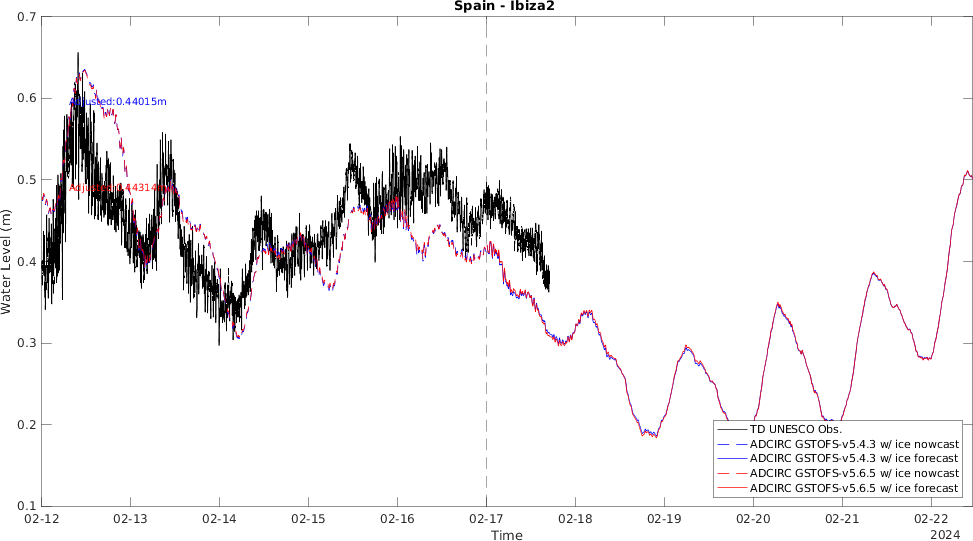 Spain - Ibiza2
0.7
0.6
0.5
0.4
0.3
0.2
0.1
Water Level (m)
Adjusted:0.44015m
Adjusted:0.44314m
TD UNESCO Obs.
ADCIRC GSTOFS-v5.4.3 w/ ice nowcast
ADCIRC GSTOFS-v5.4.3 w/ ice forecast
ADCIRC GSTOFS-v5.6.5 w/ ice nowcast
ADCIRC GSTOFS-v5.6.5 w/ ice forecast
02-12 02-13 02-14 02-15 02-16 02-17 02-18 02-19 02-20 02-21 02-22
Time
2024